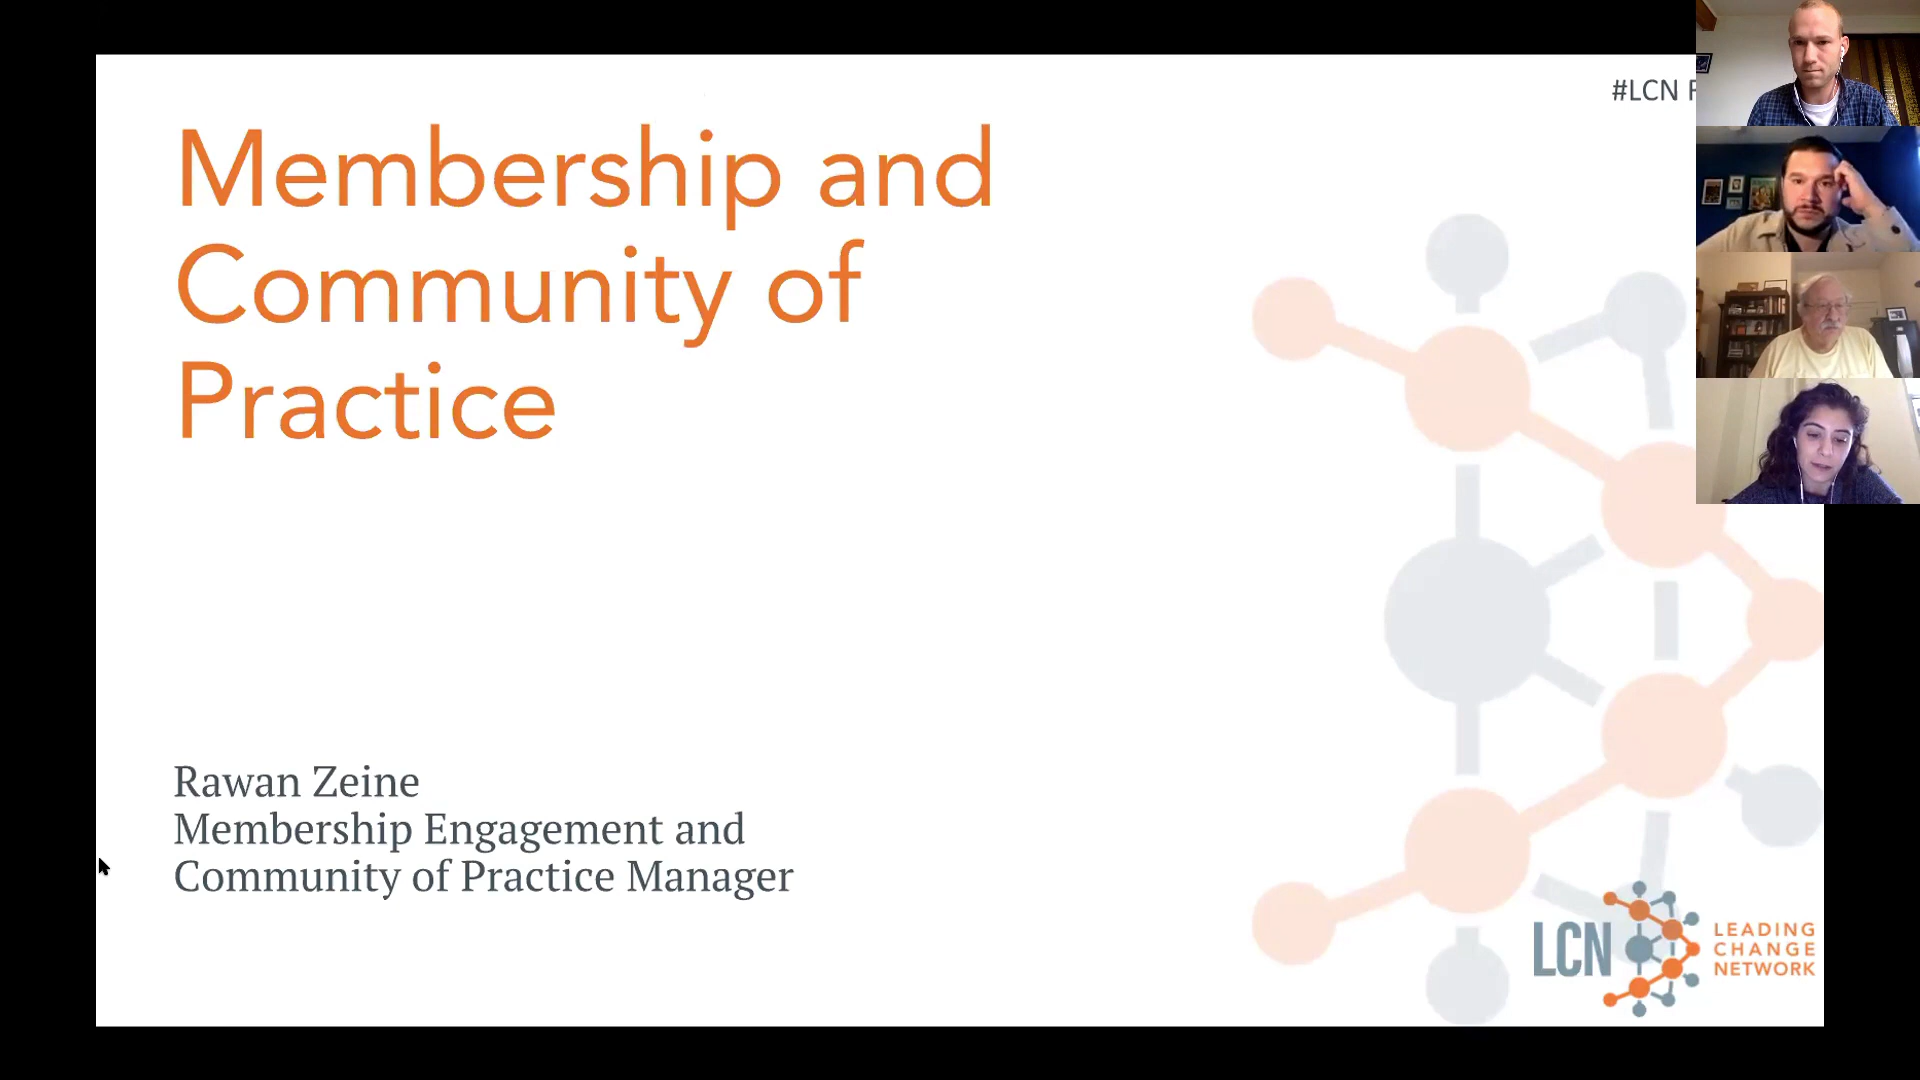 #LCN
Membership and
Community of
Practice
Rawan Zeine
Membership Engagement and
Community of Practice Manager
LCN
LEADING
CHANGE
NETWORK